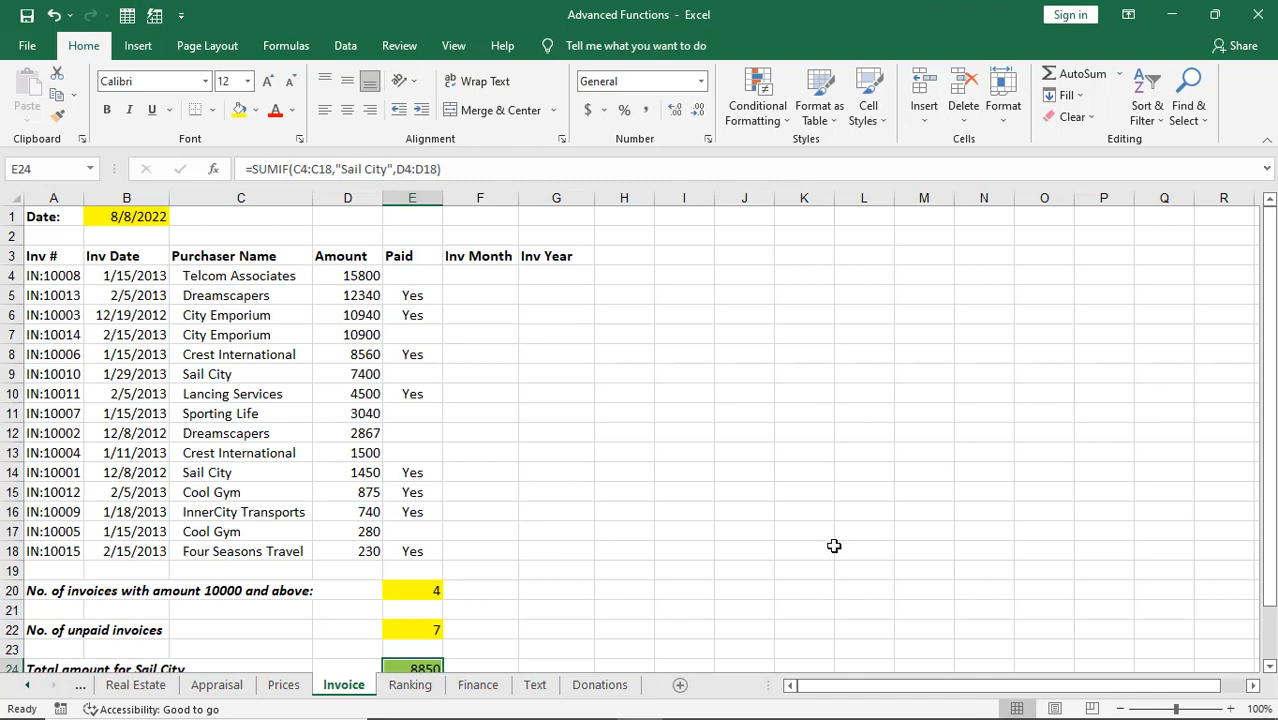 Advanced Functions - Excel
Sign in
File Home Insert Page Layout Formulas Data Review View Help Tell me what you want to do Share
Paste
Calibri 12
B I U A
Wrap Text
Merge & Center
General
$ % ,
Conditional Formatting
Format as Table
Cell Styles
Insert
Delete
Format
AutoSum
Fill
Clear
Sort & Filter
Find & Select
Clipboard Font Alignment Number Styles Cells Editing
E24 fx =SUMIF(C4:C18,"Sail City",D4:D18)
A B C D E F G H I J K L M N O P Q R
1 Date: 8/8/2022
2
3 Inv # Inv Date Purchaser Name Amount Paid Inv Month Inv Year
4 IN:10008 1/15/2013 Telcom Associates 15800
5 IN:10013 2/5/2013 Dreamscapers 12340 Yes
6 IN:10003 12/19/2012 City Emporium 10940 Yes
7 IN:10014 2/15/2013 City Emporium 10900
8 IN:10006 1/15/2013 Crest International 8560 Yes
9 IN:10010 1/29/2013 Sail City 7400
10 IN:10011 2/5/2013 Lancing Services 4500 Yes
11 IN:10007 1/15/2013 Sporting Life 3040
12 IN:10002 12/8/2012 Dreamscapers 2867
13 IN:10004 1/11/2013 Crest International 1500
14 IN:10001 12/8/2012 Sail City 1450 Yes
15 IN:10012 2/5/2013 Cool Gym 875 Yes
16 IN:10009 1/18/2013 InnerCity Transports 740 Yes
17 IN:10005 1/15/2013 Cool Gym 280
18 IN:10015 2/15/2013 Four Seasons Travel 230 Yes
19
20 No. of invoices with amount 10000 and above: 4
21
22 No. of unpaid invoices 7
23
24 Total amount for Sail City 8850
... Real Estate Appraisal Prices Invoice Ranking Finance Text Donations
Ready Accessibility: Good to go 100%